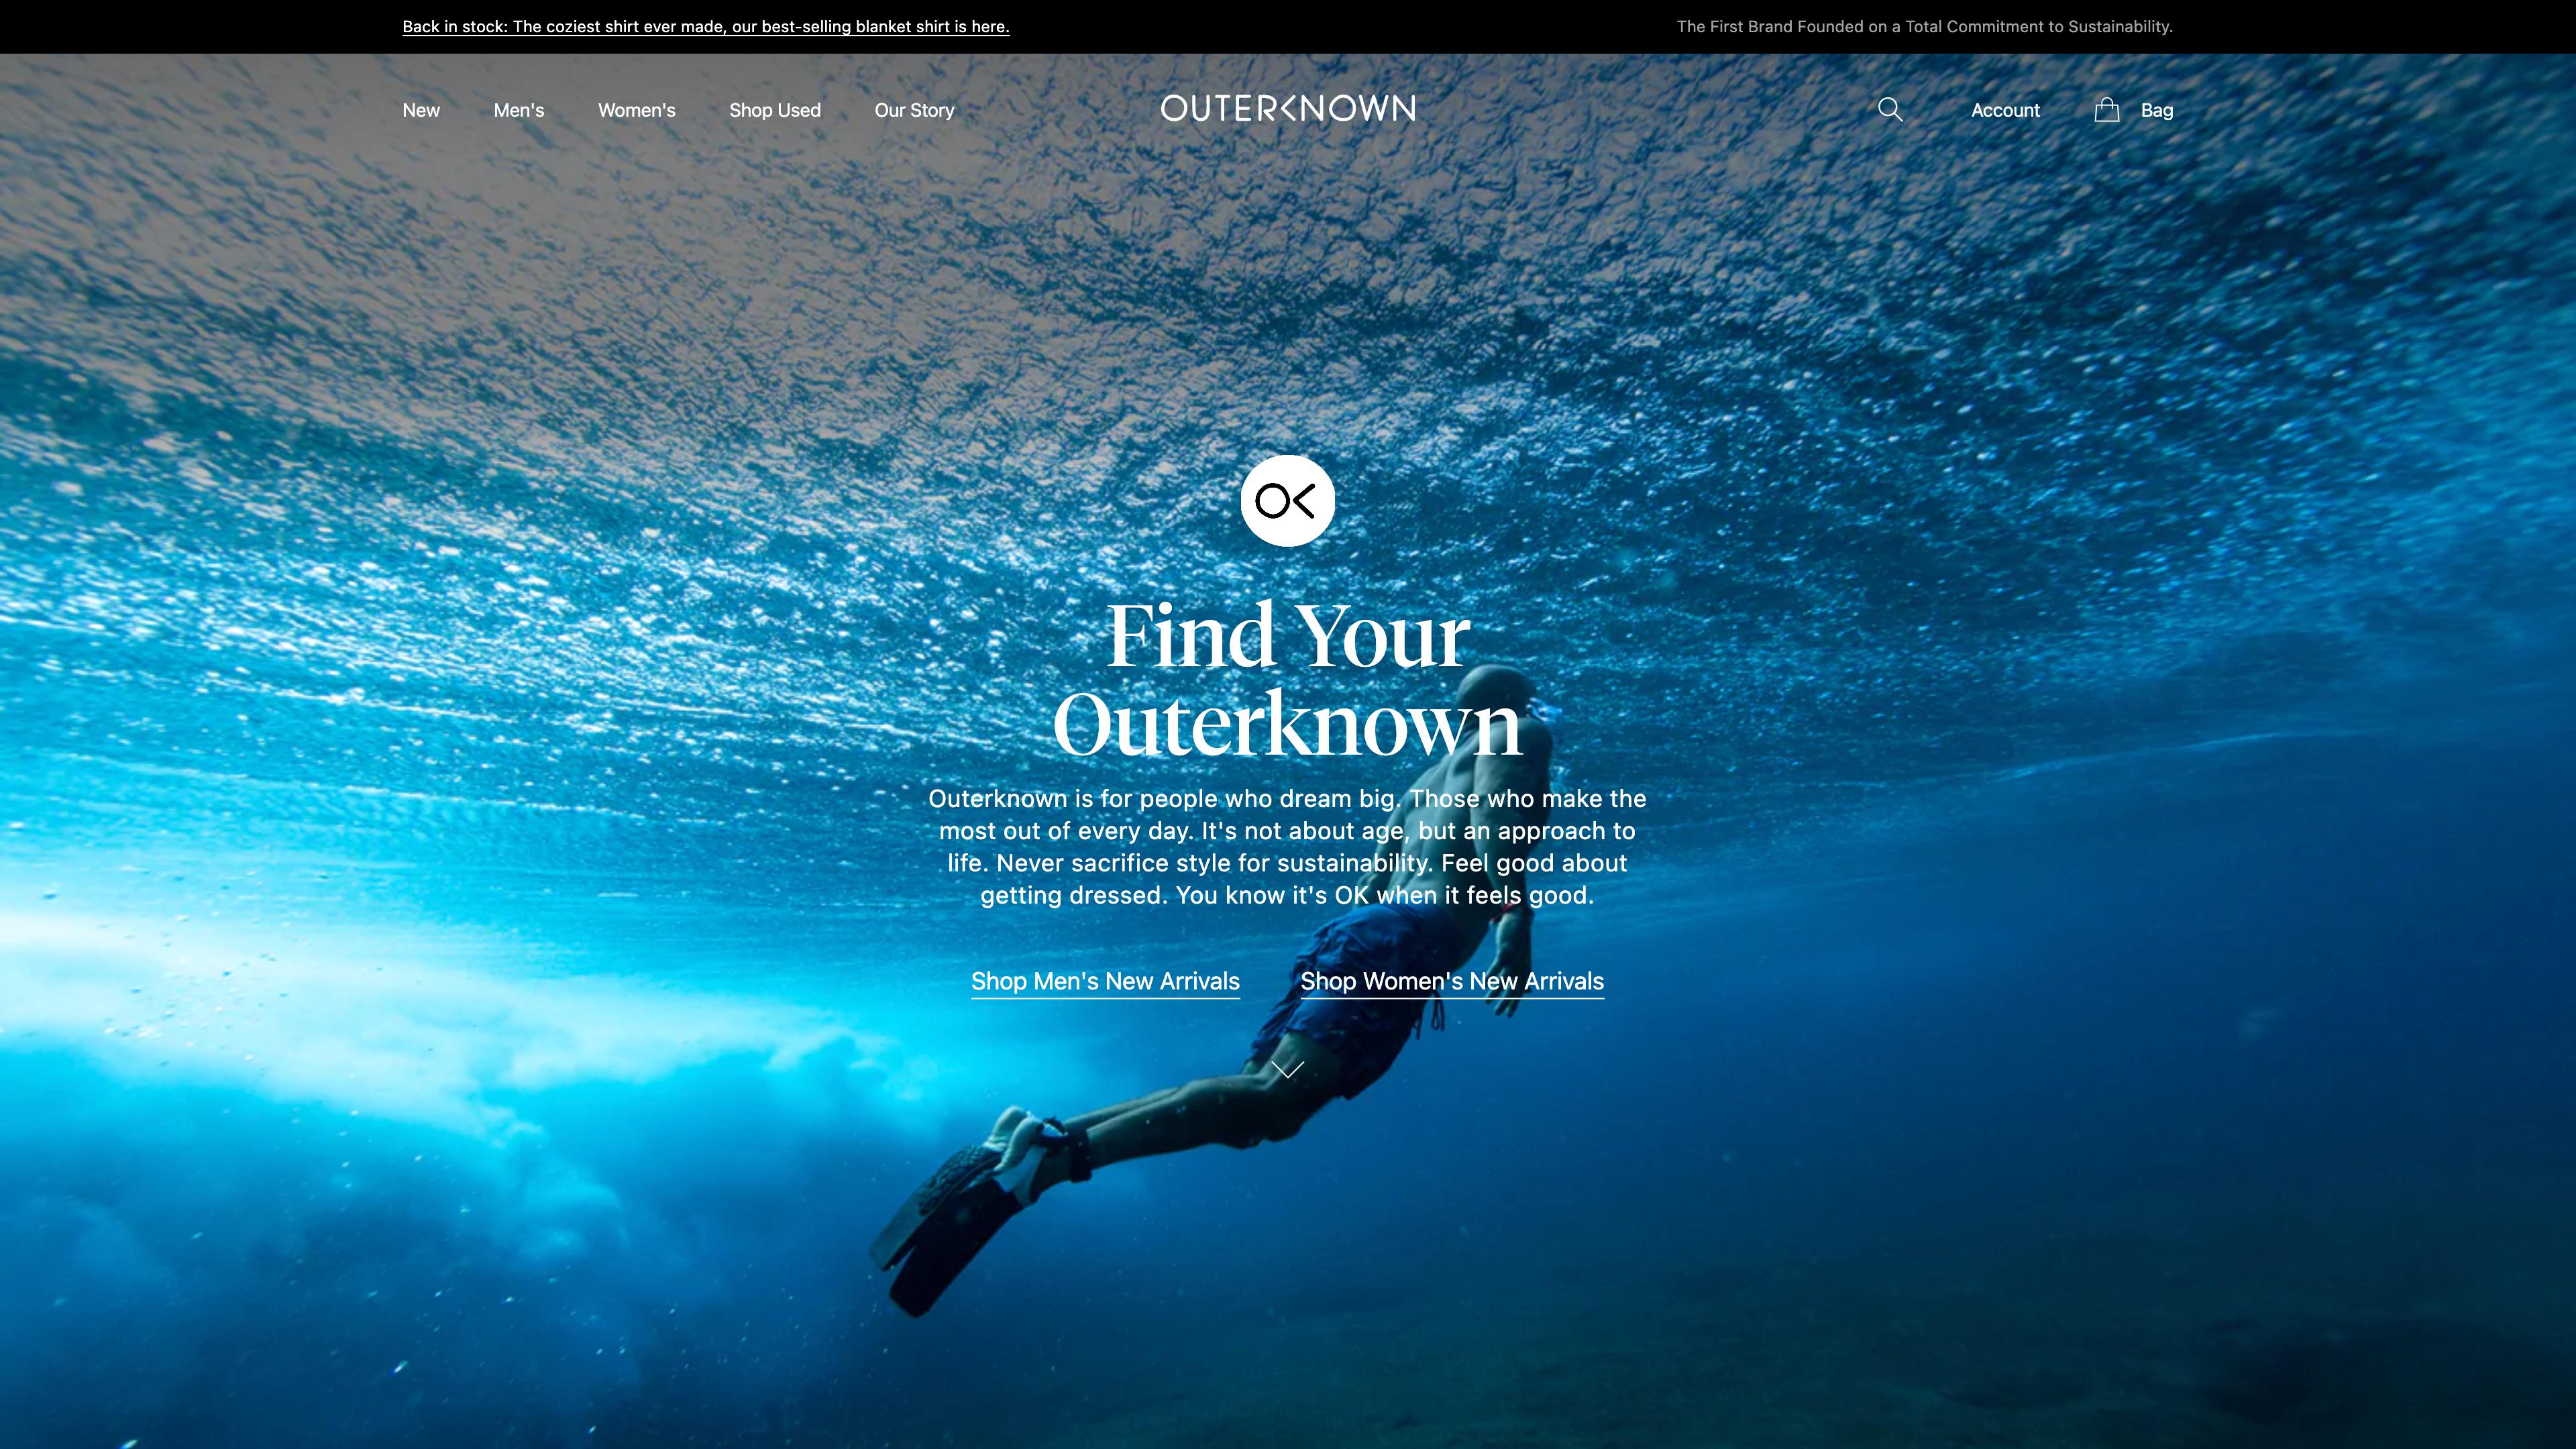 Back in stock: The coziest shirt ever made, our best-selling blanket shirt is here.
The First Brand Founded on a Total Commitment to Sustainability.
New
Men's
Women's
Shop Used
Our Story
OUTERKNOWN
Account
Bag
OK
Find Your
Outerknown
Outerknown is for people who dream big. Those who make the
most out of every day. It's not about age, but an approach to
life. Never sacrifice style for sustainability. Feel good about
getting dressed. You know it's OK when it feels good.
Shop Men's New Arrivals
Shop Women's New Arrivals